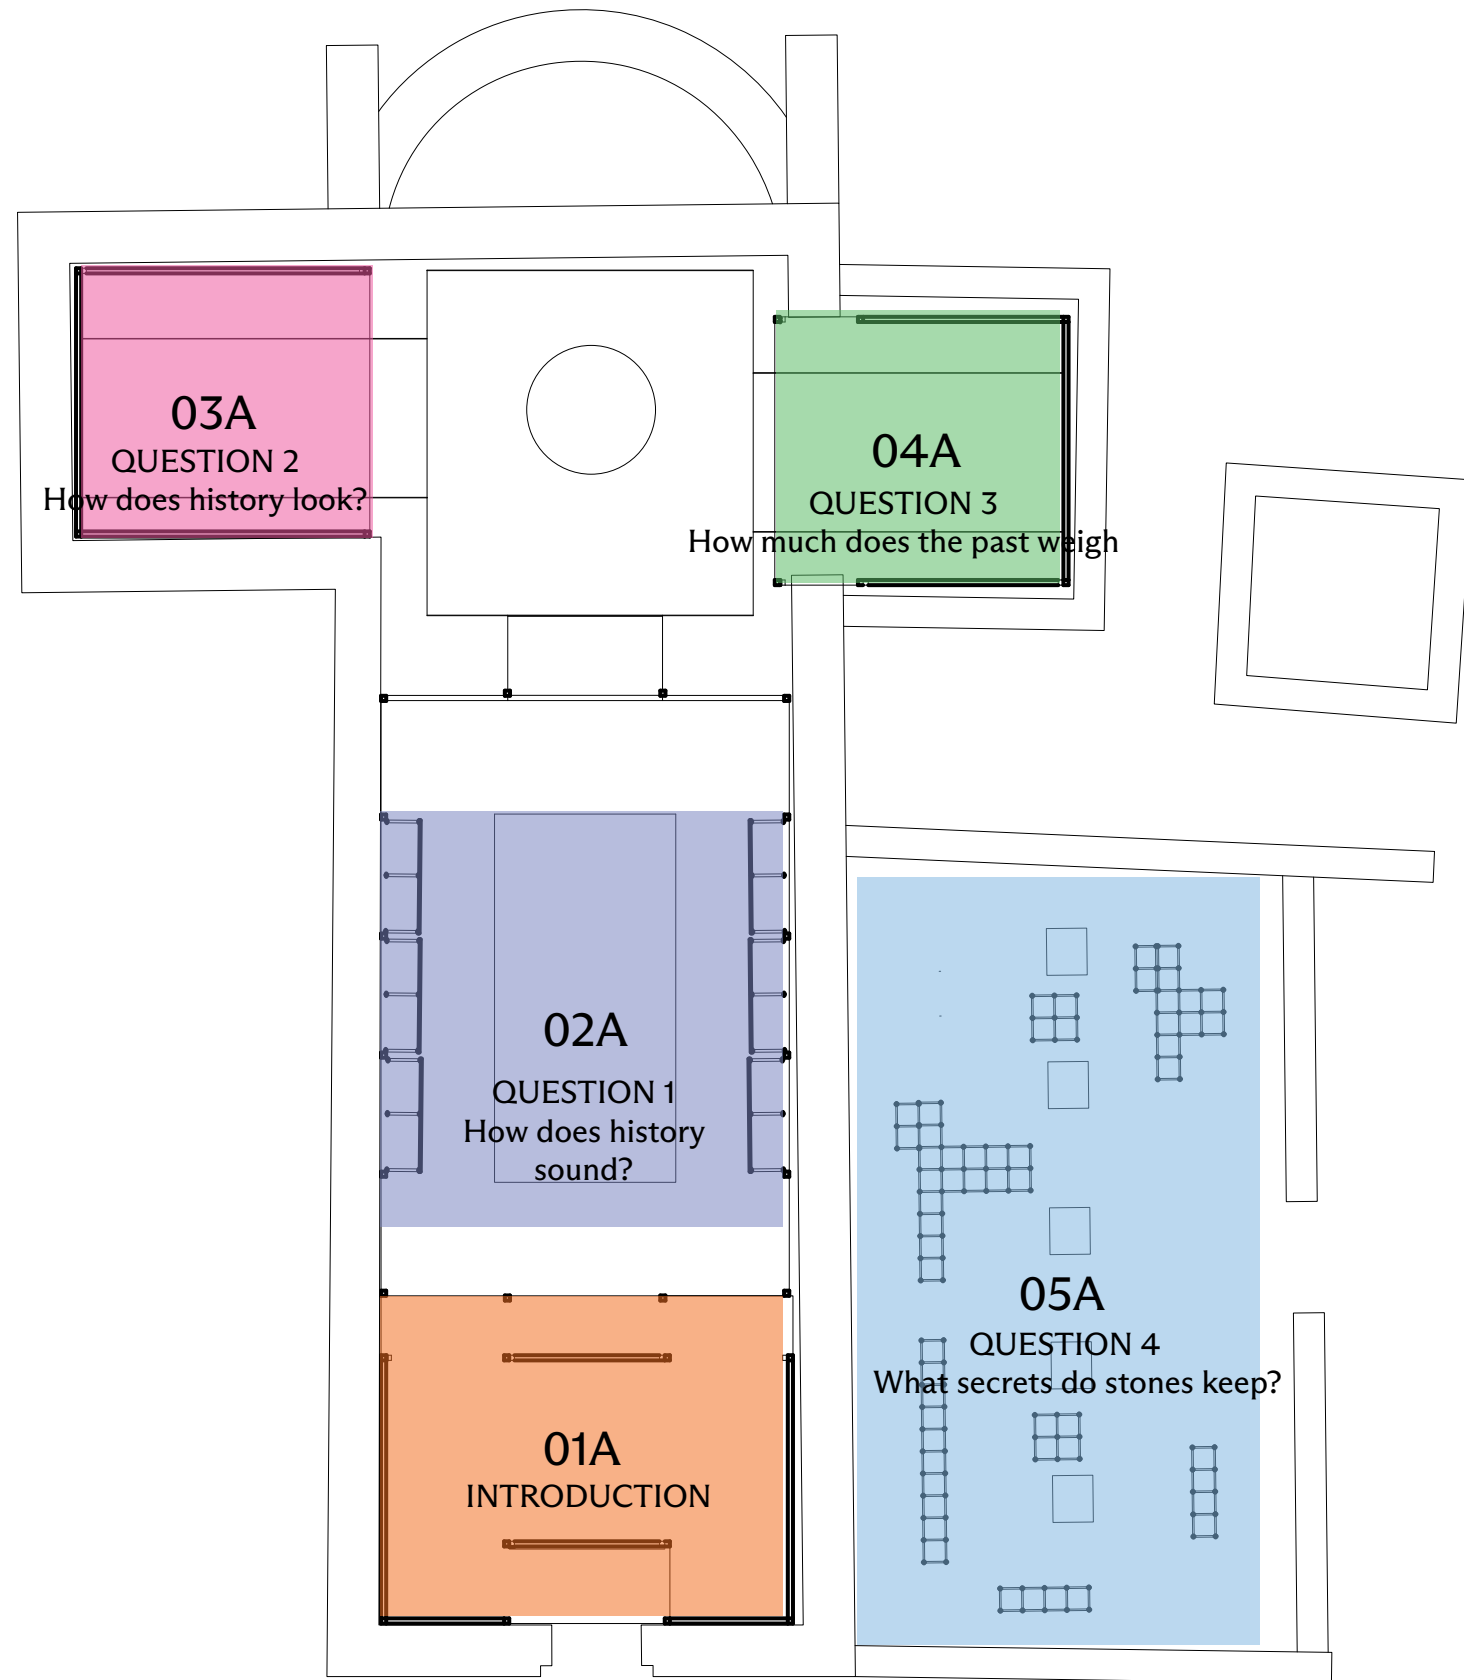 03A
QUESTION 2
How does history look?
04A
QUESTION 3
How much does the past weigh
02A
QUESTION 1
How does history
sound?
05A
QUESTION 4
What secrets do stones keep?
01A
INTRODUCTION